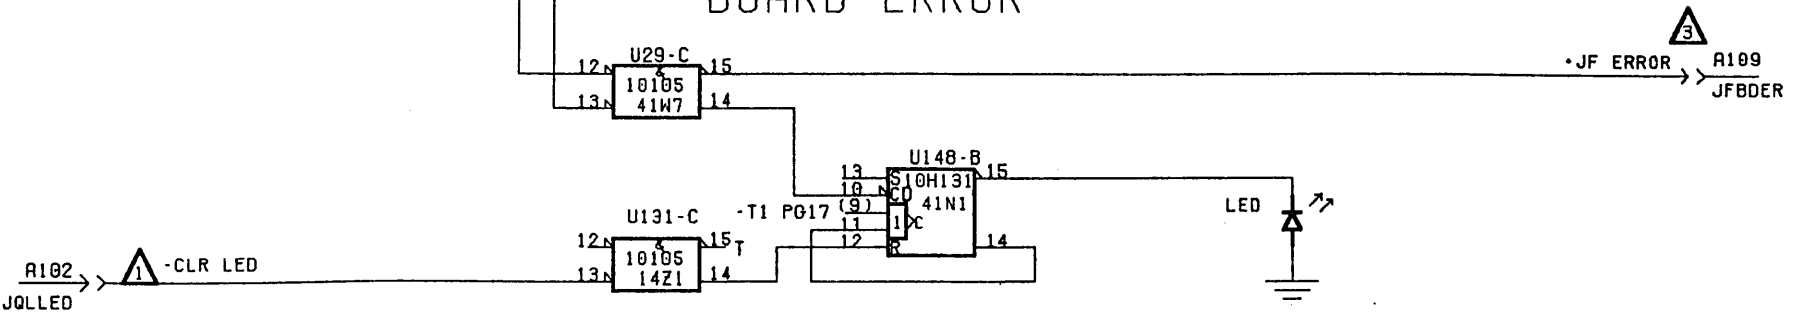 BOARD ERROR
U29-C
12
&
15
10105
13
41W7
14
3
·JF ERROR
A109
JFBDER
U148-B
13
S
10H131
15
10
CD
41N1
-T1 PG17
(9)
11
1
C
12
R
14
LED
U131-C
12
&
15
T
10105
13
14Z1
14
A102
1
-CLR LED
JQLLED